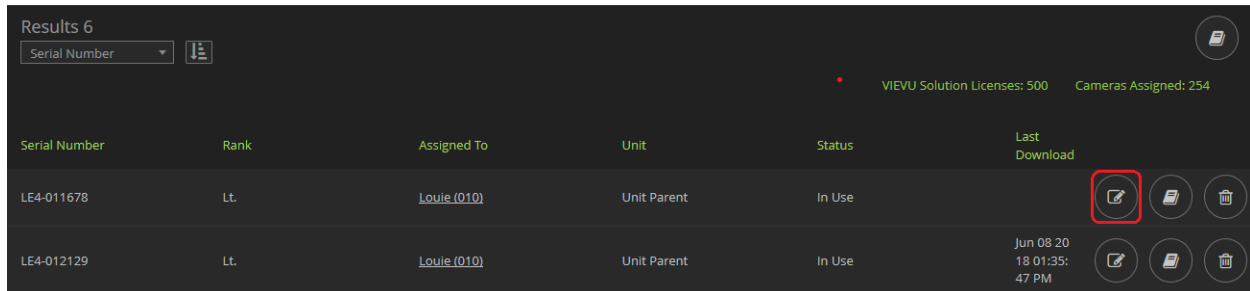 Results 6
Serial Number
VIEVU Solution Licenses: 500 Cameras Assigned: 254
Serial Number Rank Assigned To Unit Status Last Download
LE4-011678 Lt. Louie (010) Unit Parent In Use
LE4-012129 Lt. Louie (010) Unit Parent In Use Jun 08 20
18 01:35:
47 PM